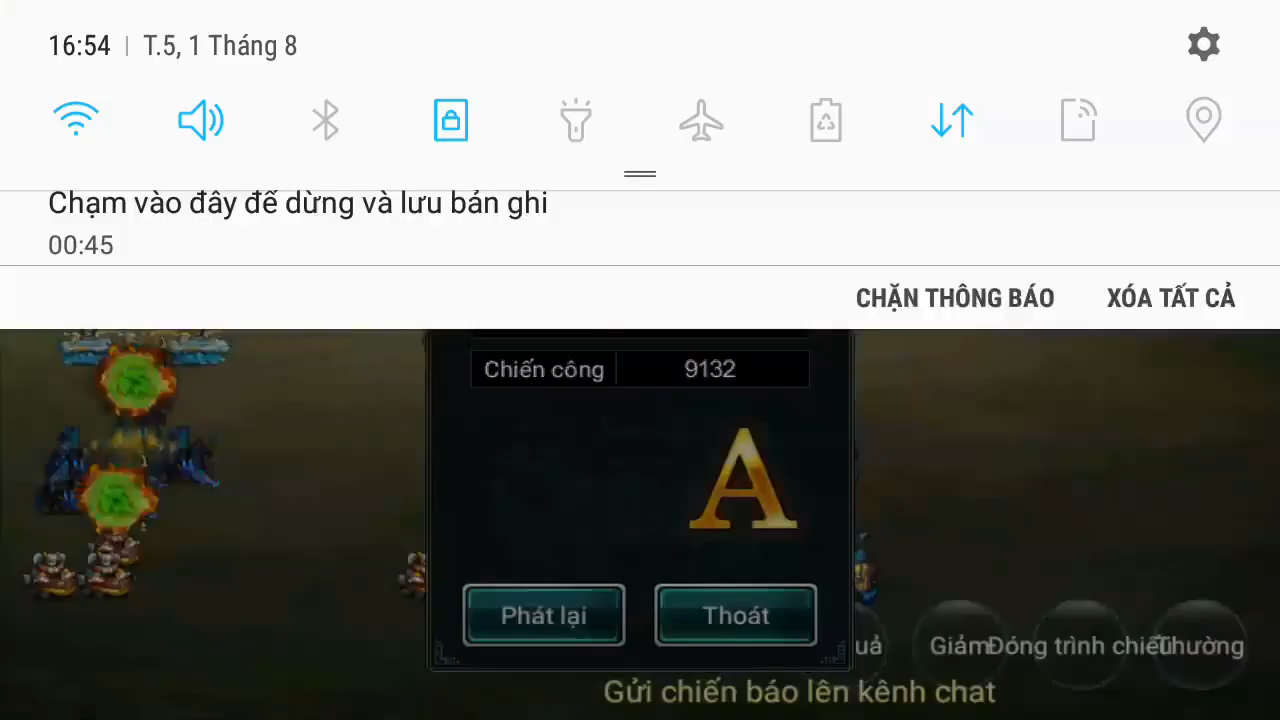 16:54 | T.5, 1 Tháng 8
Chạm vào đây để dừng và lưu bản ghi
00:45
CHẶN THÔNG BÁO XÓA TẤT CẢ
Chiến công 9132
A
Phát lại Thoát
uả Giảm Đóng trình chiếu Thường
Gửi chiến báo lên kênh chat